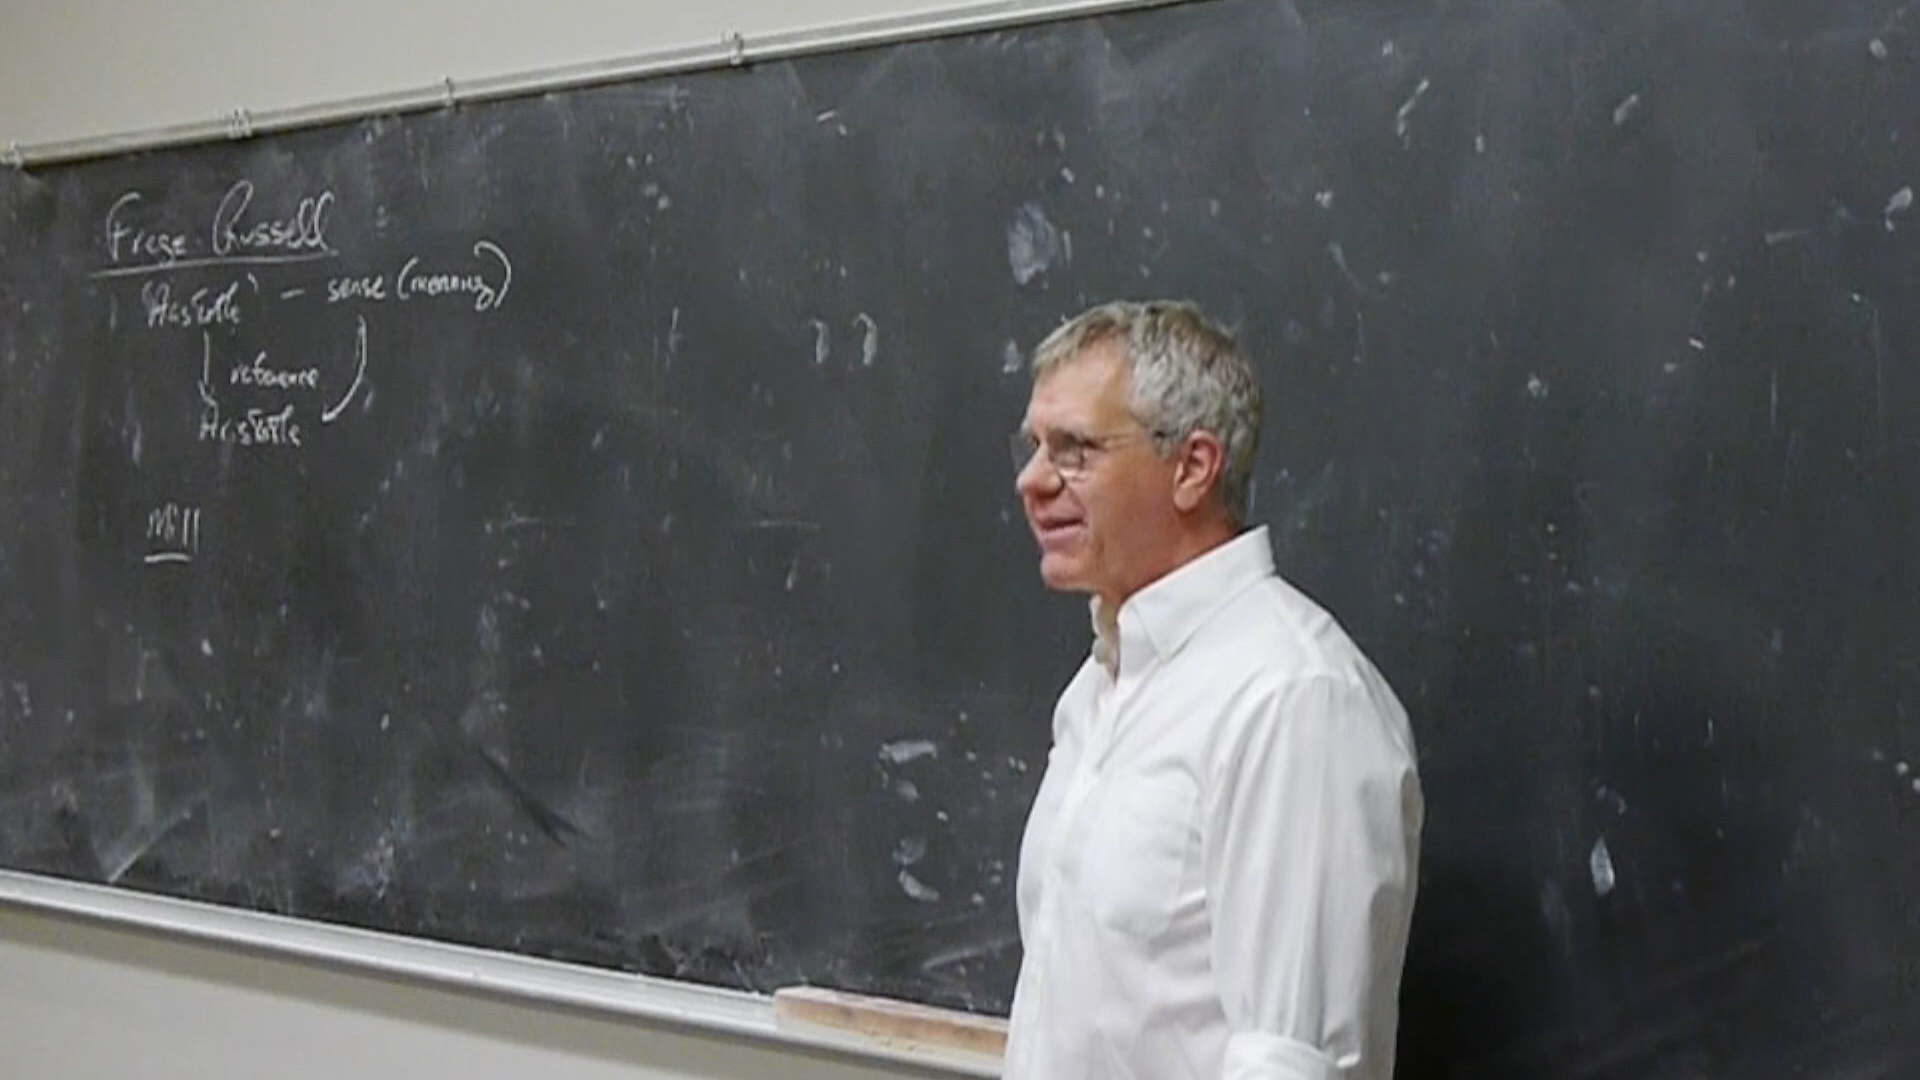 Frege-Russell
'Aristotle' – sense (meaning)
reference
Aristotle
Mill